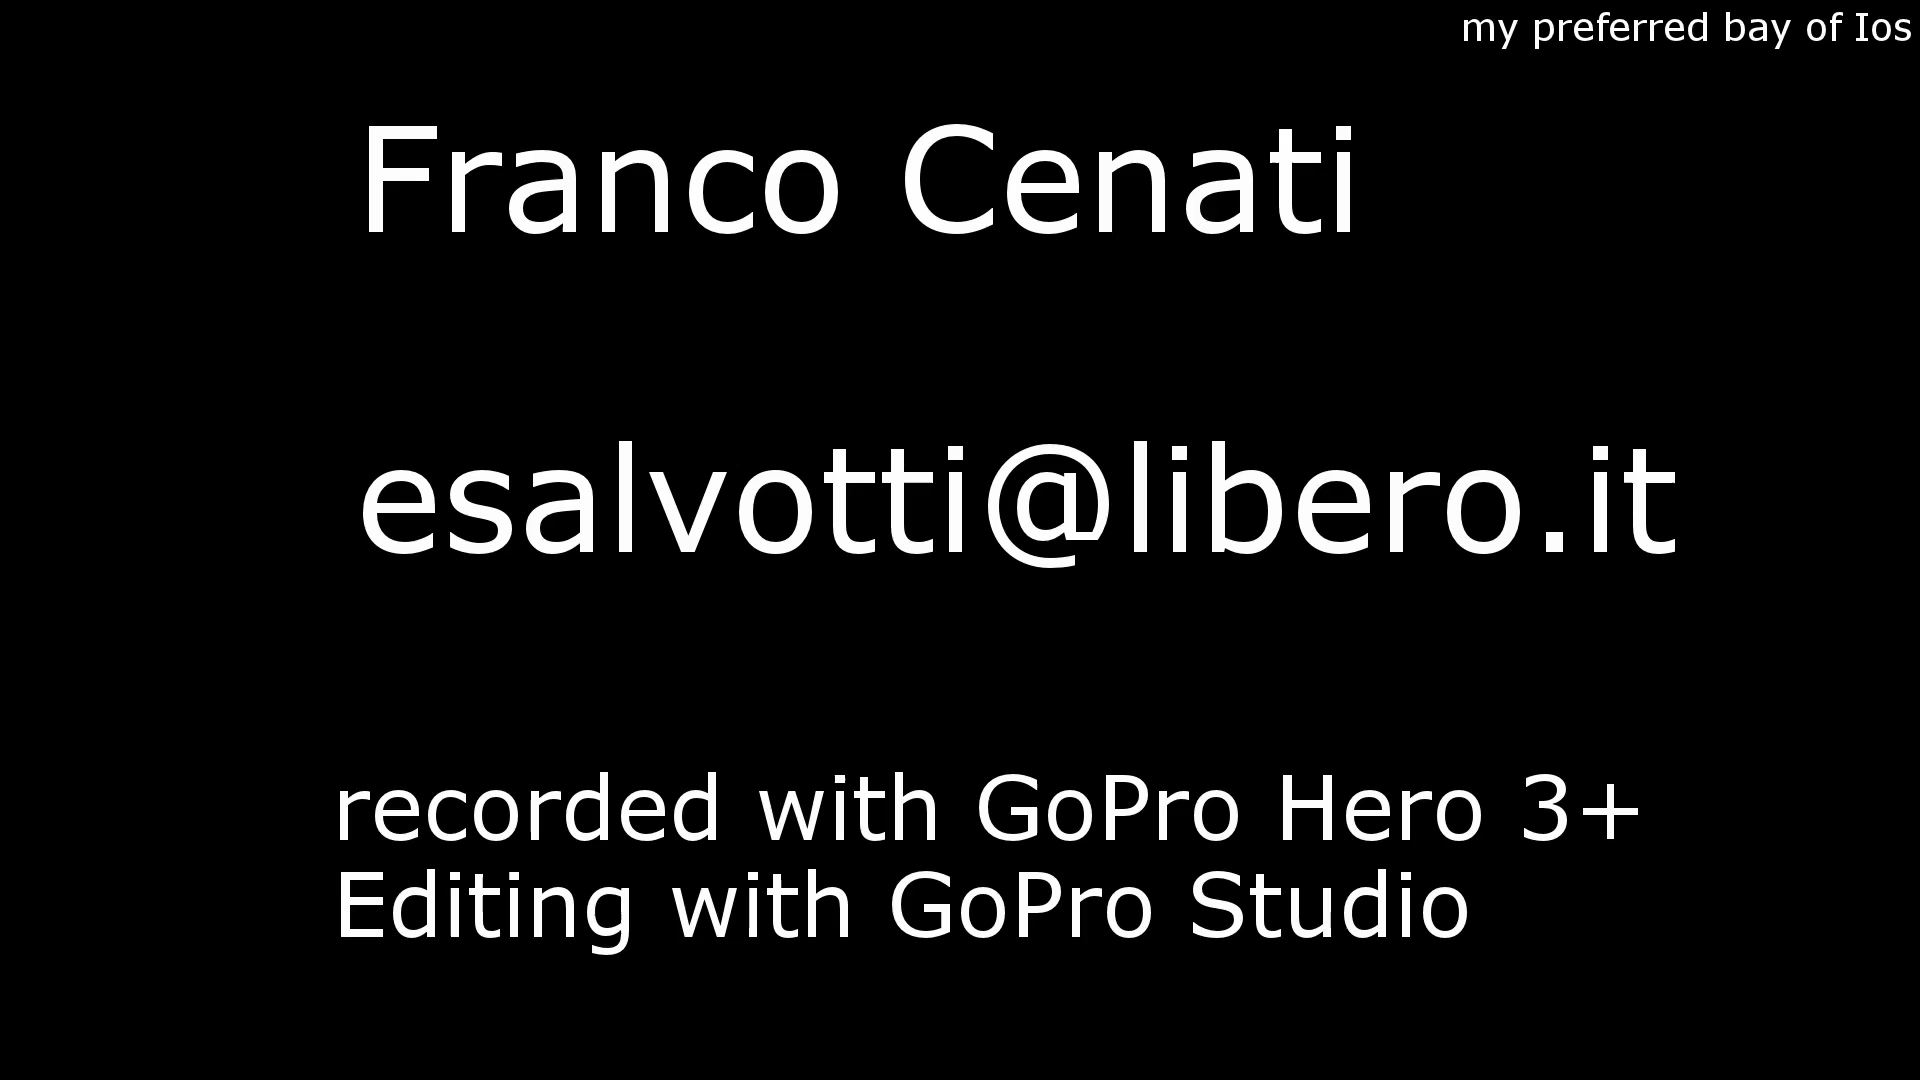 my preferred bay of Ios
Franco Cenati
esalvotti@libero.it
recorded with GoPro Hero 3+
Editing with GoPro Studio